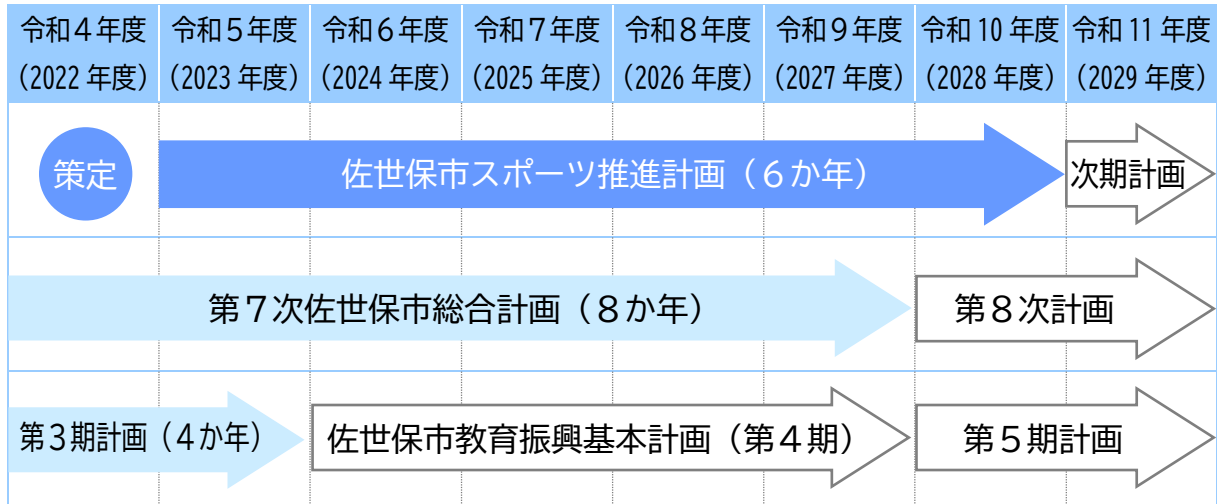 令和４年度 令和５年度 令和６年度 令和７年度 令和８年度 令和９年度 令和 10 年度 令和 11 年度
（2022 年度） （2023 年度） （2024 年度） （2025 年度） （2026 年度） （2027 年度） （2028 年度） （2029 年度）
策定 佐世保市スポーツ推進計画（６か年） 次期計画
第７次佐世保市総合計画（８か年） 第８次計画
第３期計画（４か年） 佐世保市教育振興基本計画（第４期） 第５期計画